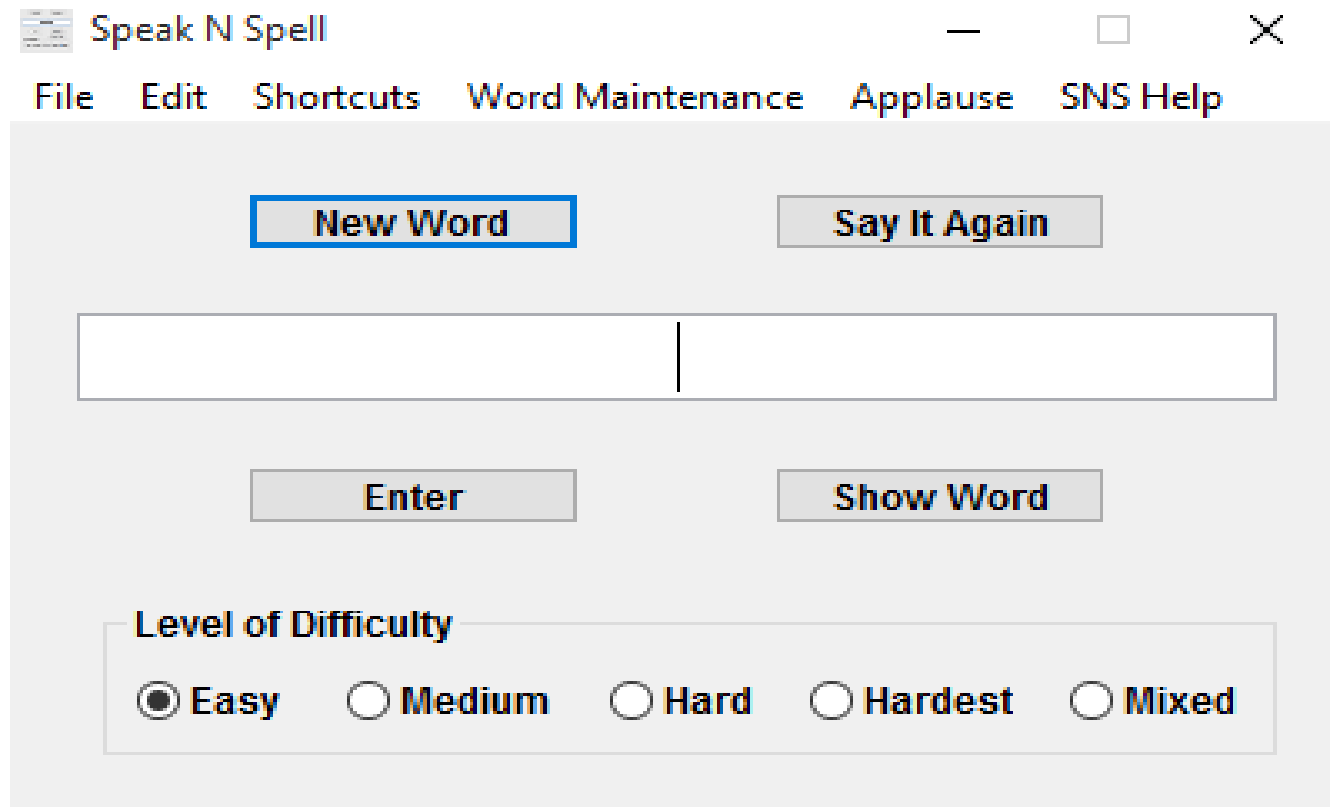 Speak N Spell
File Edit Shortcuts Word Maintenance Applause SNS Help
New Word Say It Again
Enter Show Word
Level of Difficulty
Easy Medium Hard Hardest Mixed